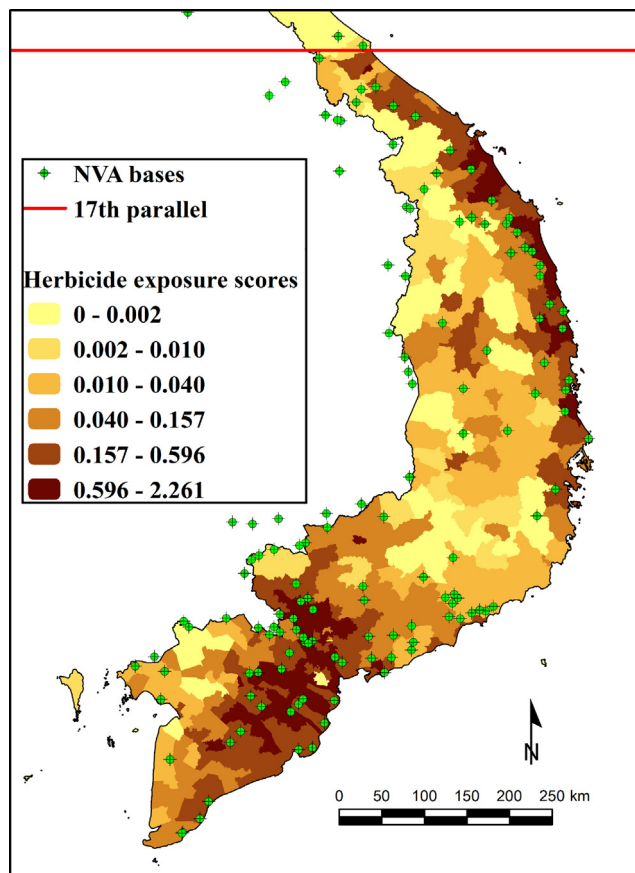 NVA bases
17th parallel
Herbicide exposure scores
0 - 0.002
0.002 - 0.010
0.010 - 0.040
0.040 - 0.157
0.157 - 0.596
0.596 - 2.261
N
0 50 100 150 200 250 km